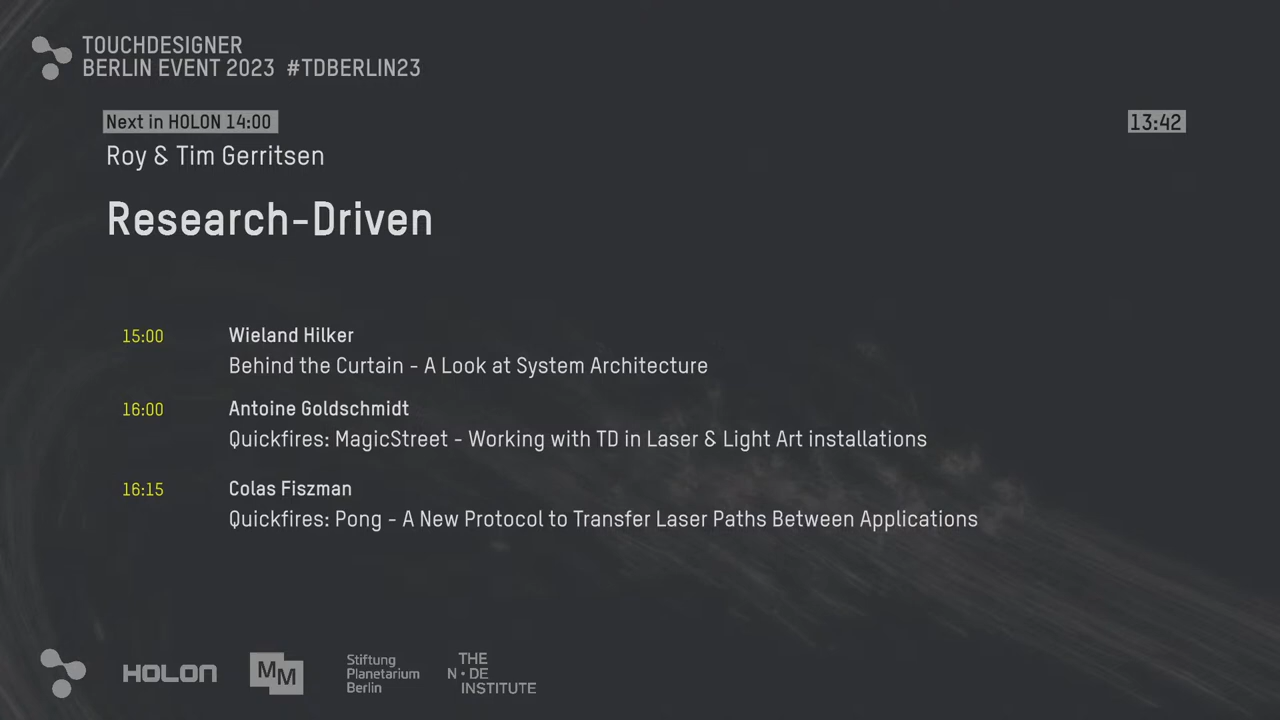 TOUCHDESIGNER
BERLIN EVENT 2023 #TDBERLIN23
Next in HOLON 14:00
13:42
Roy & Tim Gerritsen
Research-Driven
15:00 Wieland Hilker
Behind the Curtain - A Look at System Architecture
16:00 Antoine Goldschmidt
Quickfires: MagicStreet - Working with TD in Laser & Light Art installations
16:15 Colas Fiszman
Quickfires: Pong - A New Protocol to Transfer Laser Paths Between Applications
HOLON
MM
Stiftung
Planetarium
Berlin
THE
N•DE
INSTITUTE